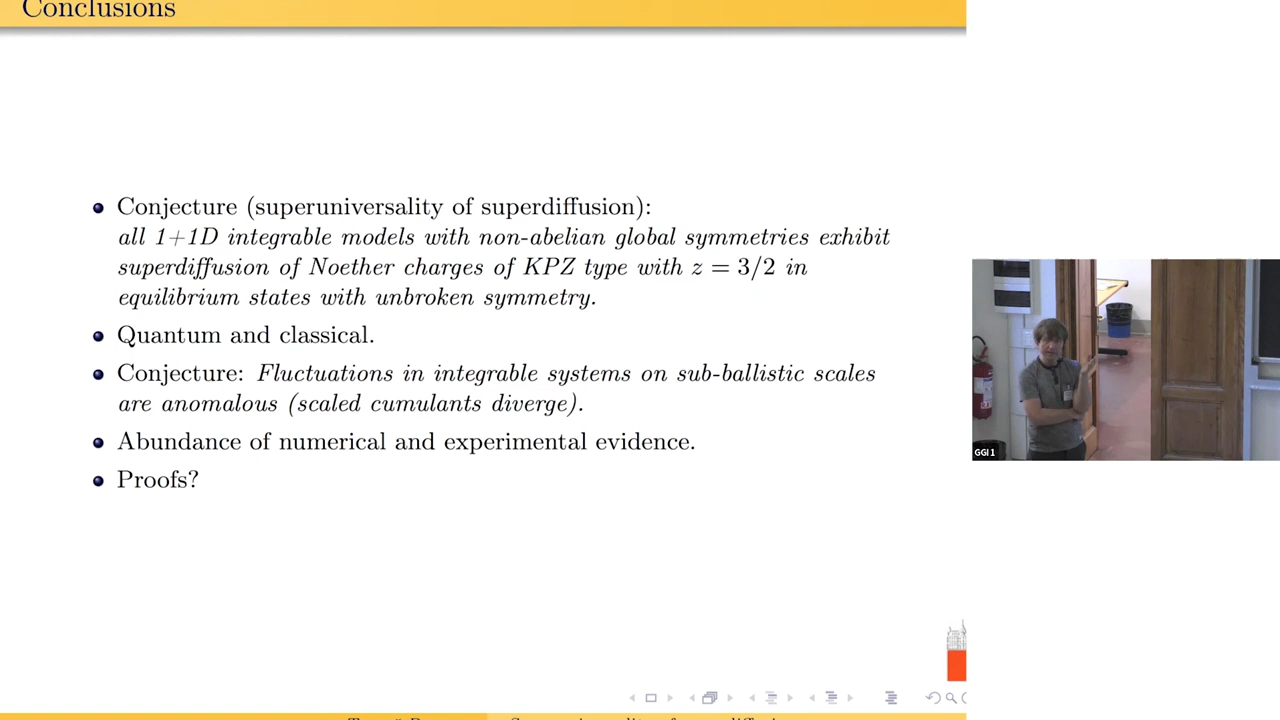 Conclusions
Conjecture (superuniversality of superdiffusion):
all 1+1D integrable models with non-abelian global symmetries exhibit
superdiffusion of Noether charges of KPZ type with z = 3/2 in
equilibrium states with unbroken symmetry.
Quantum and classical.
Conjecture: Fluctuations in integrable systems on sub-ballistic scales
are anomalous (scaled cumulants diverge).
Abundance of numerical and experimental evidence.
Proofs?
GGI 1